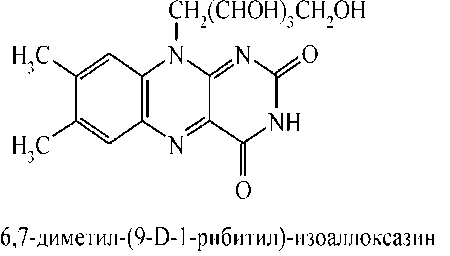 CH₂(CHOH)₃CH₂OH
H₃C
N
N
O
NH
H₃C
N
O
6,7-диметил-(9-D-1-рибитил)-изоаллоксазин